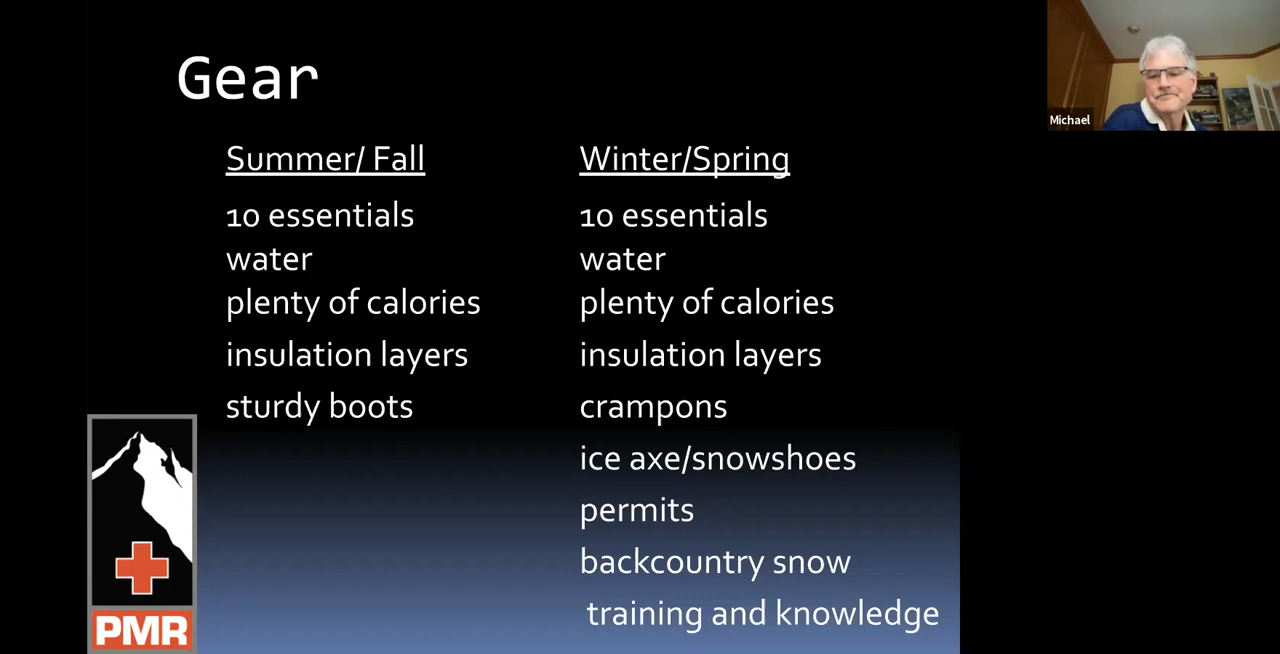 Gear
Summer/ Fall
10 essentials
water
plenty of calories
insulation layers
sturdy boots
Winter/Spring
10 essentials
water
plenty of calories
insulation layers
crampons
ice axe/snowshoes
permits
backcountry snow
training and knowledge
PMR
Michael